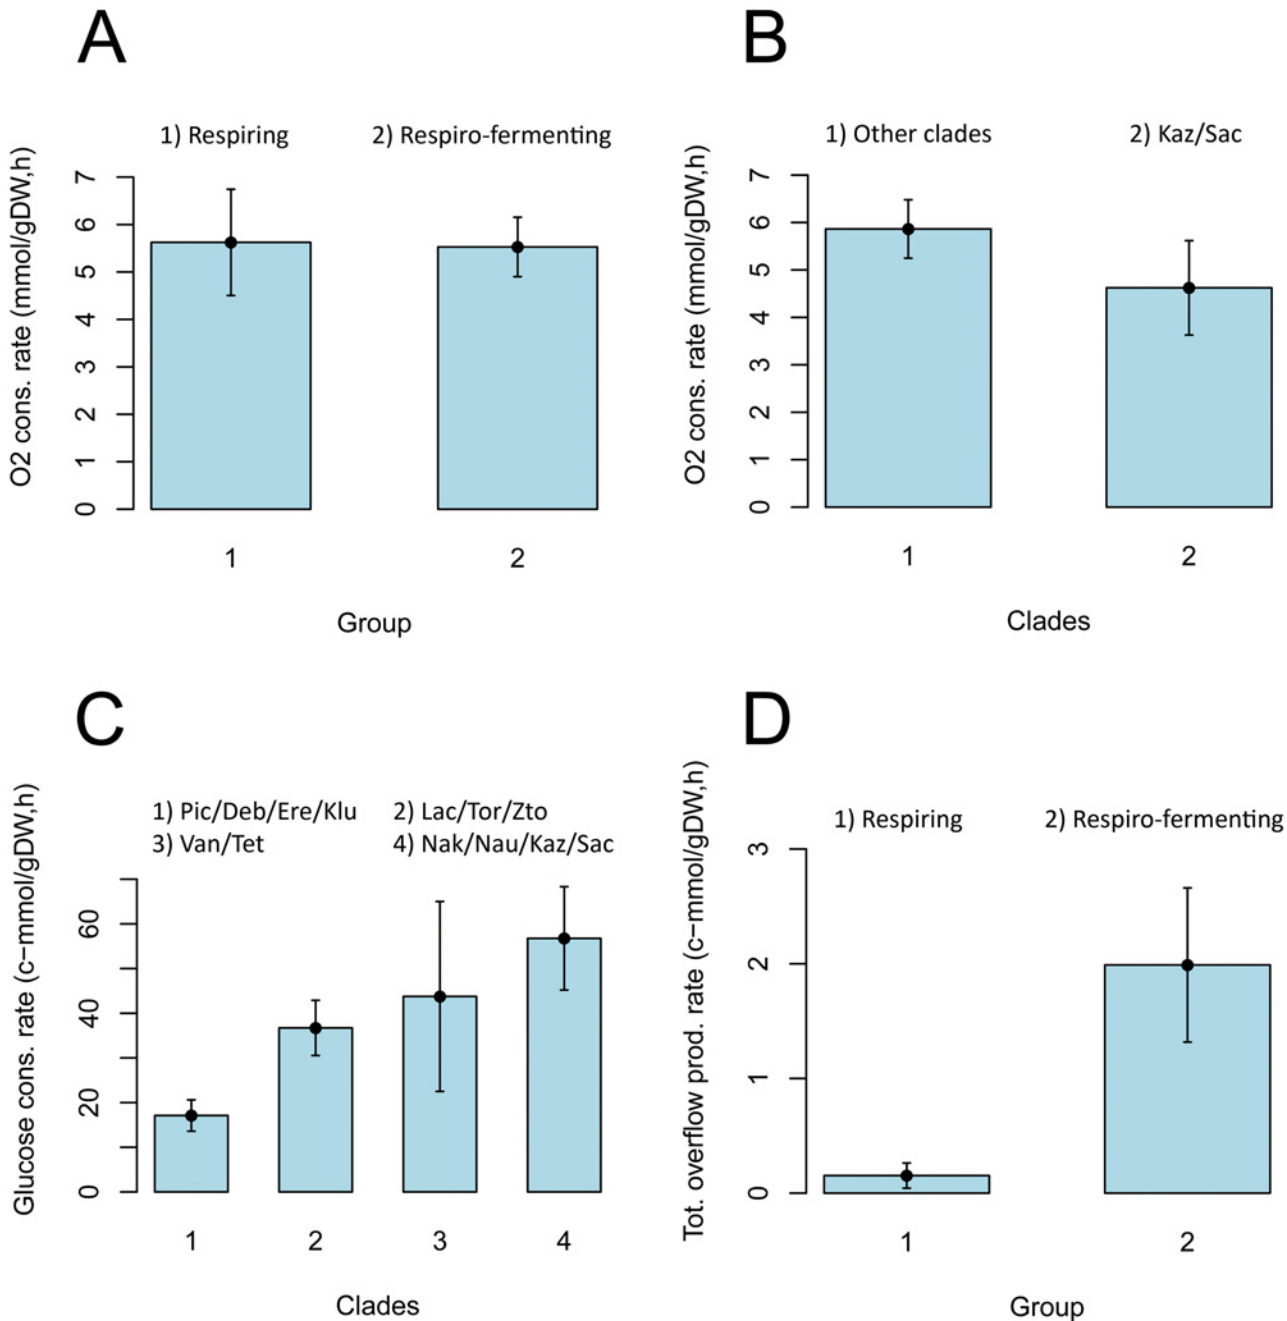 A
1) Respiring 2) Respiro-fermenting
O2 cons. rate (mmol/gDW,h)
7
6
5
4
3
2
1
0
1 2
Group
B
1) Other clades 2) Kaz/Sac
O2 cons. rate (mmol/gDW,h)
7
6
5
4
3
2
1
0
1 2
Clades
C
1) Pic/Deb/Ere/Klu 2) Lac/Tor/Zto
3) Van/Tet 4) Nak/Nau/Kaz/Sac
Glucose cons. rate (c−mmol/gDW,h)
60
40
20
0
1 2 3 4
Clades
D
1) Respiring 2) Respiro-fermenting
Tot. overflow prod. rate (c−mmol/gDW,h)
3
2
1
0
1 2
Group